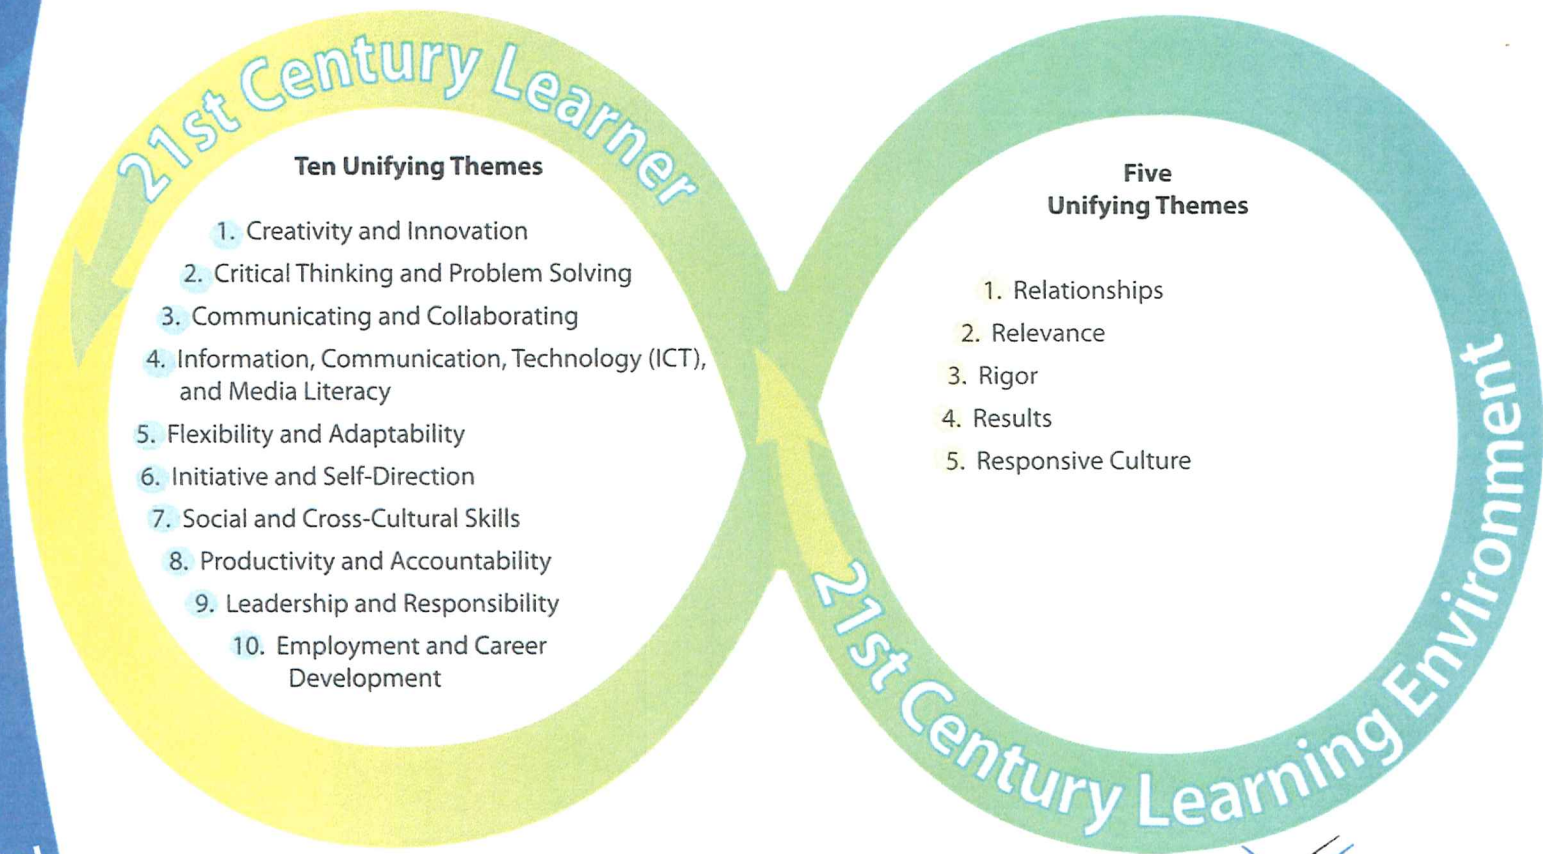 21st Century Learner
Ten Unifying Themes
1. Creativity and Innovation
2. Critical Thinking and Problem Solving
3. Communicating and Collaborating
4. Information, Communication, Technology (ICT),
and Media Literacy
5. Flexibility and Adaptability
6. Initiative and Self-Direction
7. Social and Cross-Cultural Skills
8. Productivity and Accountability
9. Leadership and Responsibility
10. Employment and Career
Development
Five
Unifying Themes
1. Relationships
2. Relevance
3. Rigor
4. Results
5. Responsive Culture
21st Century Learning Environment